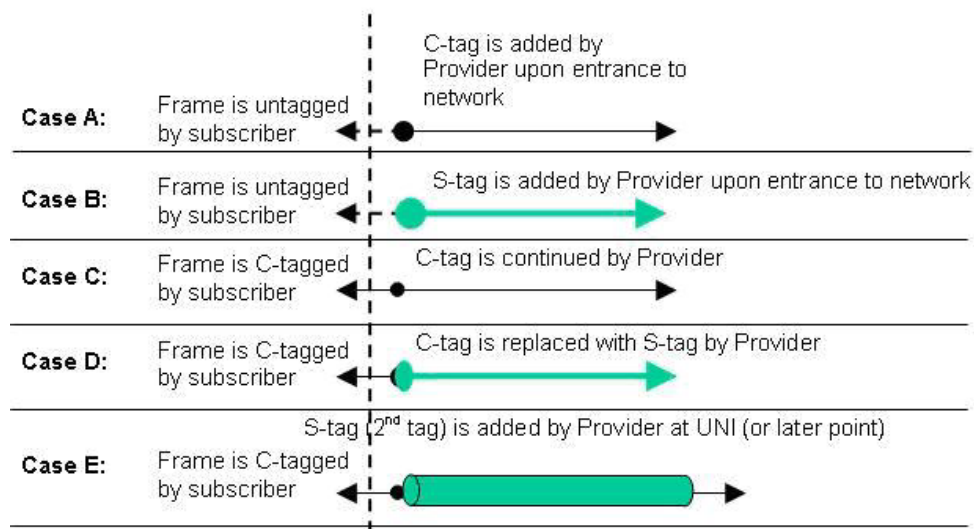 C-tag is added by
Provider upon entrance to
network
Case A:
Frame is untagged
by subscriber
Case B:
Frame is untagged
by subscriber
S-tag is added by Provider upon entrance to network
Case C:
Frame is C-tagged
by subscriber
C-tag is continued by Provider
Case D:
Frame is C-tagged
by subscriber
C-tag is replaced with S-tag by Provider
S-tag (2nd tag) is added by Provider at UNI (or later point)
Case E:
Frame is C-tagged
by subscriber